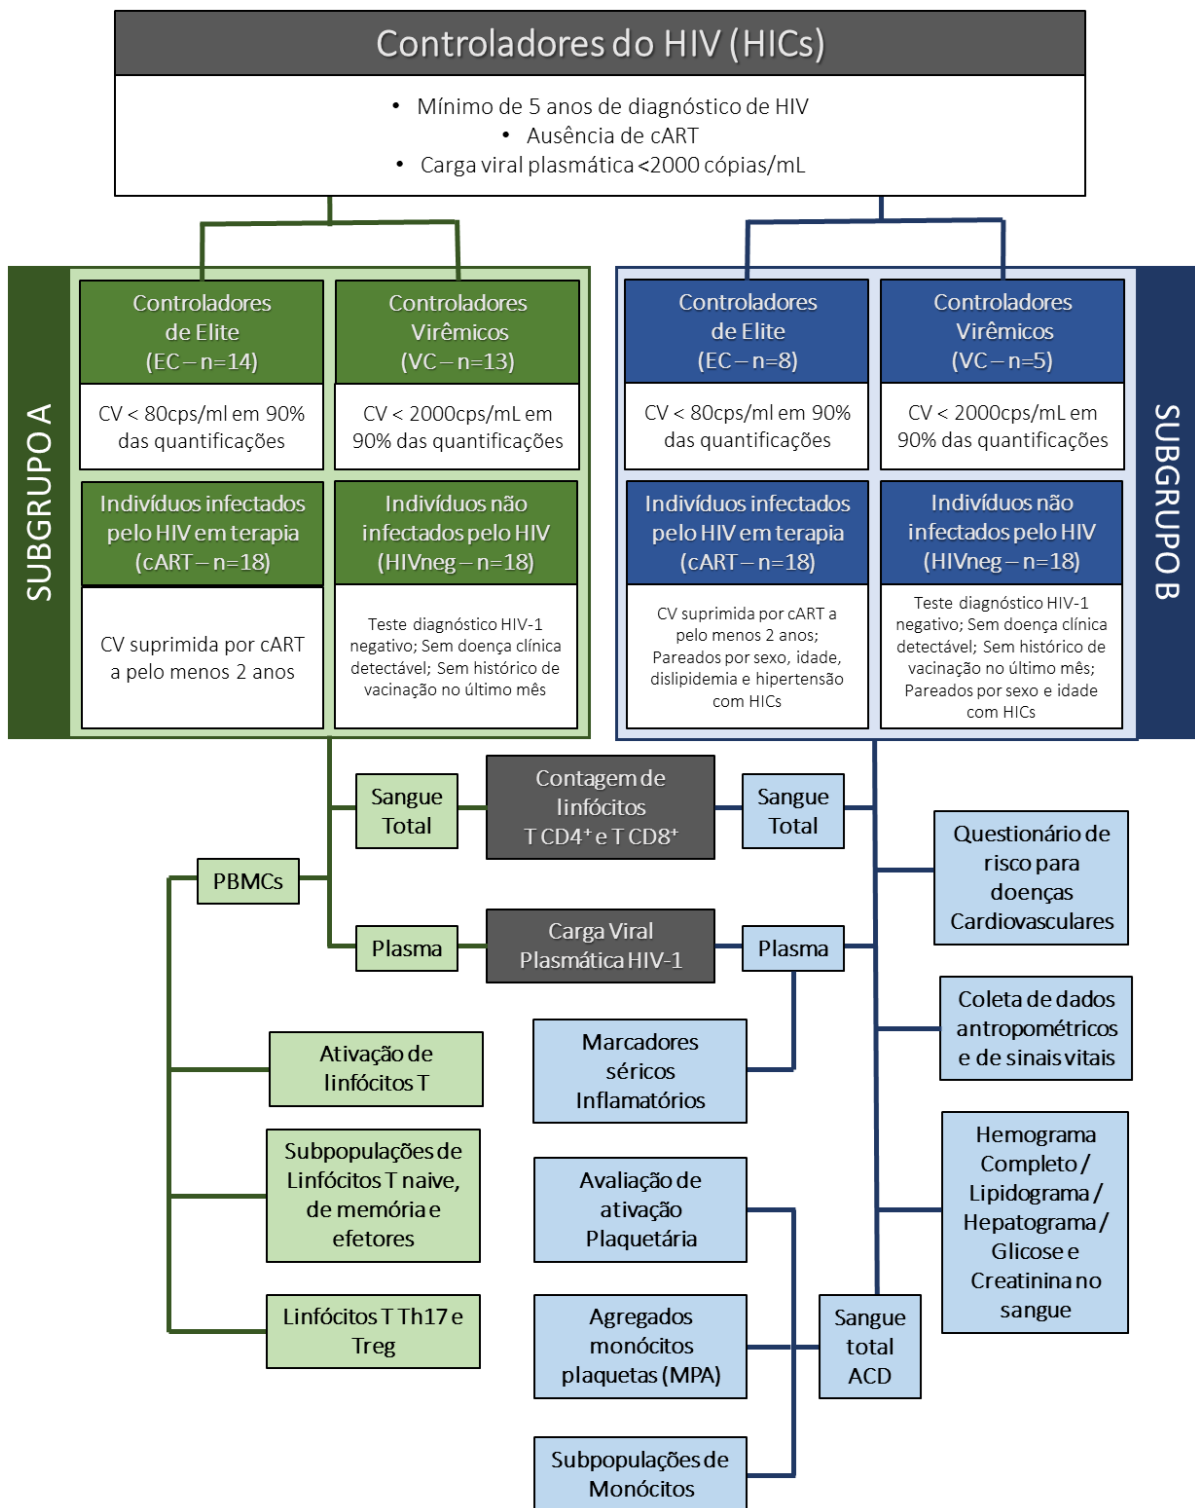 Controladores do HIV (HICs)
• Mínimo de 5 anos de diagnóstico de HIV
• Ausência de cART
• Carga viral plasmática <2000 cópias/mL
SUBGRUPO A
Controladores
de Elite
(EC – n=14)
CV < 80cps/ml em 90%
das quantificações
Controladores
Virêmicos
(VC – n=13)
CV < 2000cps/mL em
90% das quantificações
Indivíduos infectados
pelo HIV em terapia
(cART – n=18)
CV suprimida por cART
a pelo menos 2 anos
Indivíduos não
infectados pelo HIV
(HIVneg – n=18)
Teste diagnóstico HIV-1
negativo; Sem doença clínica
detectável; Sem histórico de
vacinação no último mês
SUBGRUPO B
Controladores
de Elite
(EC – n=8)
CV < 80cps/ml em 90%
das quantificações
Controladores
Virêmicos
(VC – n=5)
CV < 2000cps/mL em
90% das quantificações
Indivíduos infectados
pelo HIV em terapia
(cART – n=18)
CV suprimida por cART a
pelo menos 2 anos;
Pareados por sexo, idade,
dislipidemia e hipertensão
com HICs
Indivíduos não
infectados pelo HIV
(HIVneg – n=18)
Teste diagnóstico HIV-1
negativo; Sem doença clínica
detectável; Sem histórico de
vacinação no último mês;
Pareados por sexo e idade
com HICs
Sangue
Total
Contagem de
linfócitos
T CD4⁺ e T CD8⁺
Sangue
Total
PBMCs
Plasma
Carga Viral
Plasmática HIV-1
Plasma
Questionário de
risco para
doenças
Cardiovasculares
Coleta de dados
antropométricos
e de sinais vitais
Ativação de
linfócitos T
Marcadores
séricos
Inflamatórios
Subpopulações de
Linfócitos T naive,
de memória e
efetores
Avaliação de
ativação
Plaquetária
Hemograma
Completo /
Lipidograma /
Hepatograma /
Glicose e
Creatinina no
sangue
Linfócitos T Th17 e
Treg
Agregados
monócitos
plaquetas (MPA)
Sangue
total
ACD
Subpopulações de
Monócitos